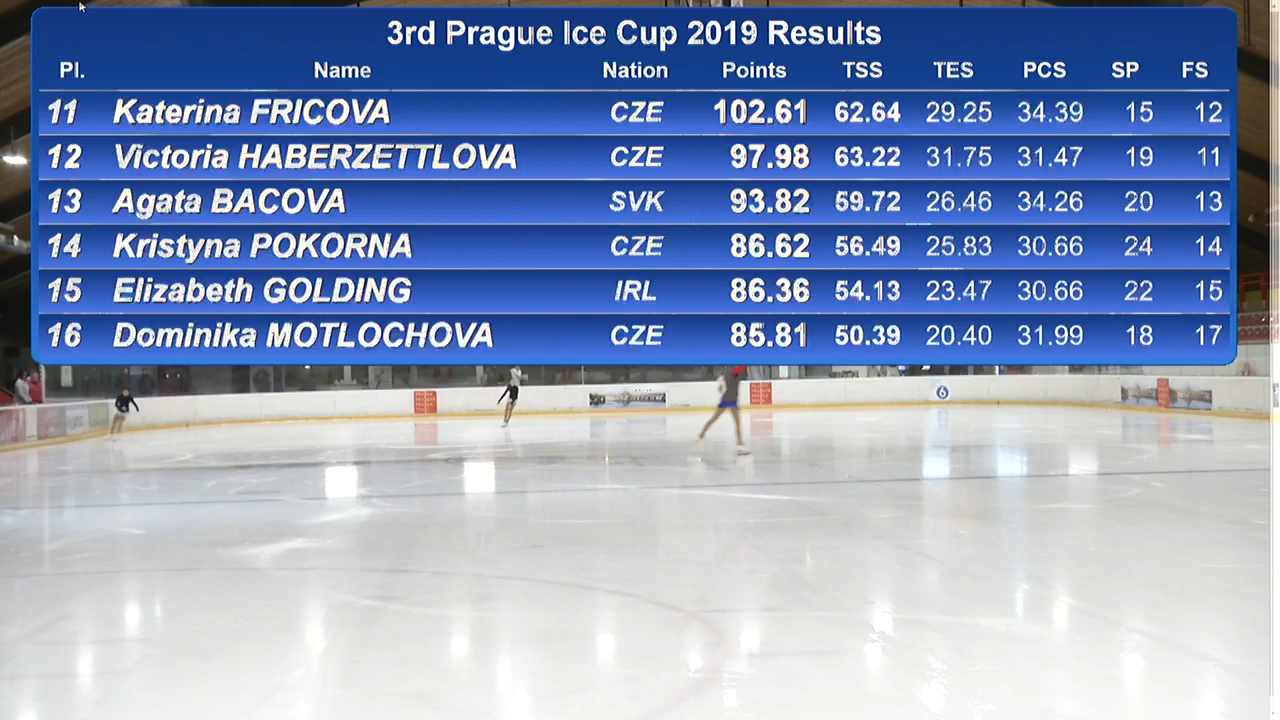 3rd Prague Ice Cup 2019 Results
Pl. Name Nation Points TSS TES PCS SP FS
11 Katerina FRICOVA CZE 102.61 62.64 29.25 34.39 15 12
12 Victoria HABERZETTLOVA CZE 97.98 63.22 31.75 31.47 19 11
13 Agata BACOVA SVK 93.82 59.72 26.46 34.26 20 13
14 Kristyna POKORNA CZE 86.62 56.49 25.83 30.66 24 14
15 Elizabeth GOLDING IRL 86.36 54.13 23.47 30.66 22 15
16 Dominika MOTLOCHOVA CZE 85.81 50.39 20.40 31.99 18 17